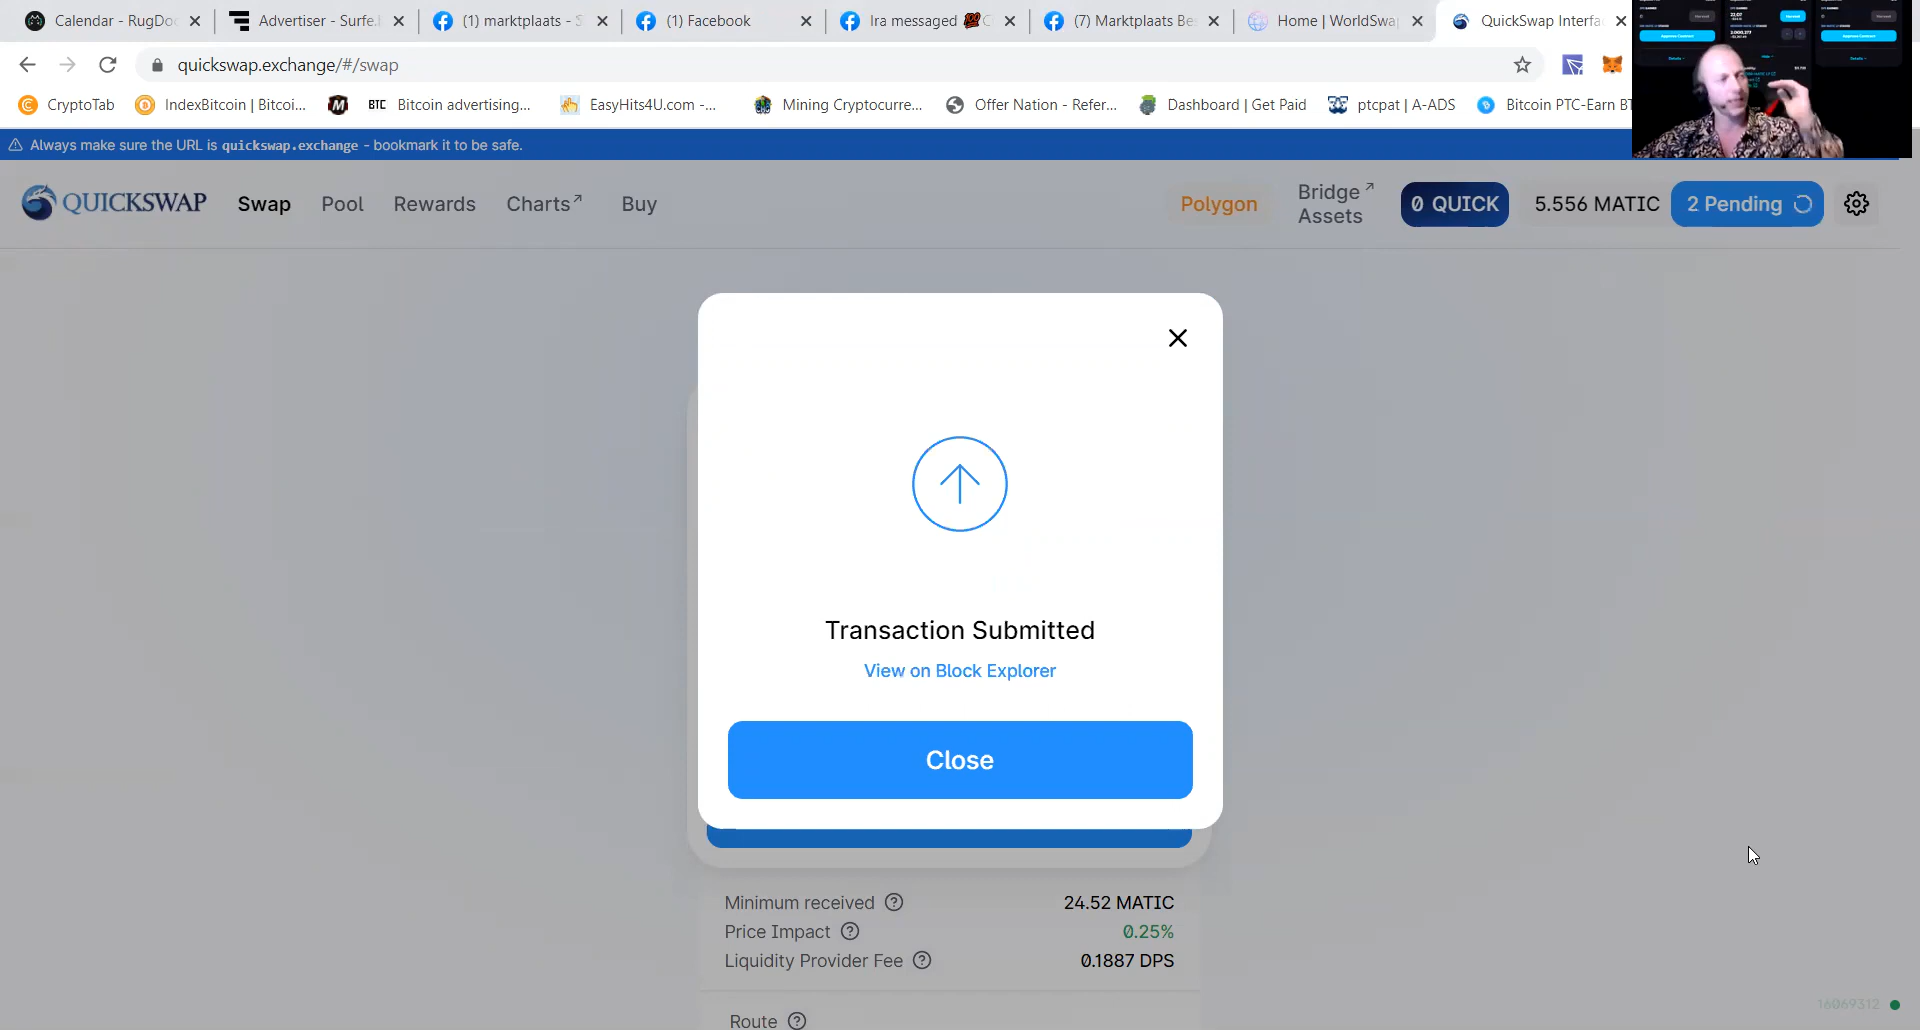 Calendar - RugDoc
Advertiser - Surfe.
(1) marktplaats - S
(1) Facebook
Ira messaged 💯
(7) Marktplaats Be
Home | WorldSwap
QuickSwap Interfa
quickswap.exchange/#/swap
CryptoTab
IndexBitcoin | Bitcoi...
BTC Bitcoin advertising...
EasyHits4U.com -...
Mining Cryptocurre...
Offer Nation - Refer...
Dashboard | Get Paid
ptcpat | A-ADS
Bitcoin PTC-Earn BT
Always make sure the URL is quickswap.exchange - bookmark it to be safe.
QUICKSWAP
Swap
Pool
Rewards
Charts↗
Buy
Polygon
Bridge↗
Assets
0 QUICK
5.556 MATIC
2 Pending
Transaction Submitted
View on Block Explorer
Close
Minimum received ? 24.52 MATIC
Price Impact ? 0.25%
Liquidity Provider Fee ? 0.1887 DPS
Route ?
16069312